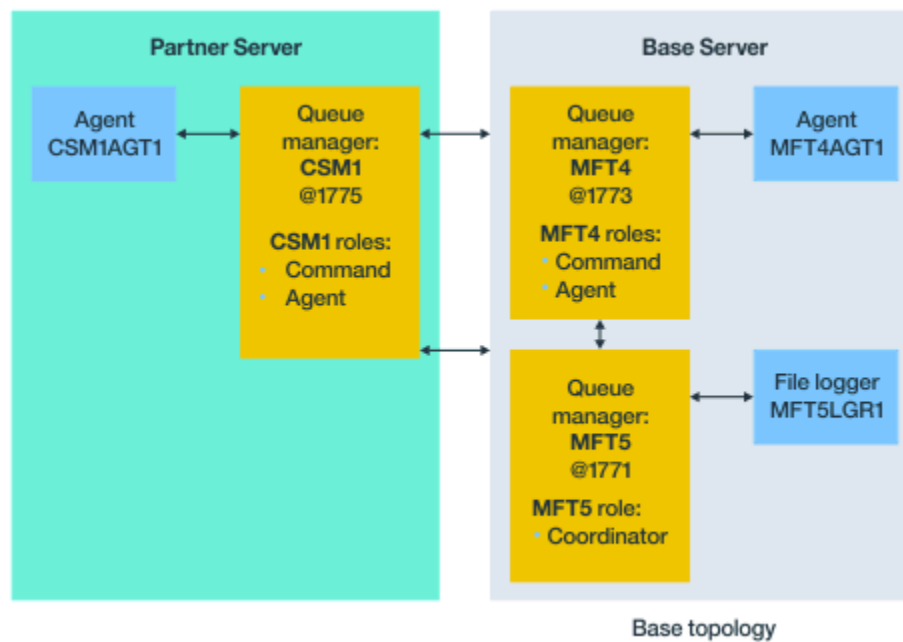 Partner Server
Agent
CSM1AGT1
Queue
manager:
CSM1
@1775
CSM1 roles:
• Command
• Agent
Base Server
Queue
manager:
MFT4
@1773
MFT4 roles:
• Command
• Agent
Agent
MFT4AGT1
Queue
manager:
MFT5
@1771
MFT5 role:
• Coordinator
File logger
MFT5LGR1
Base topology